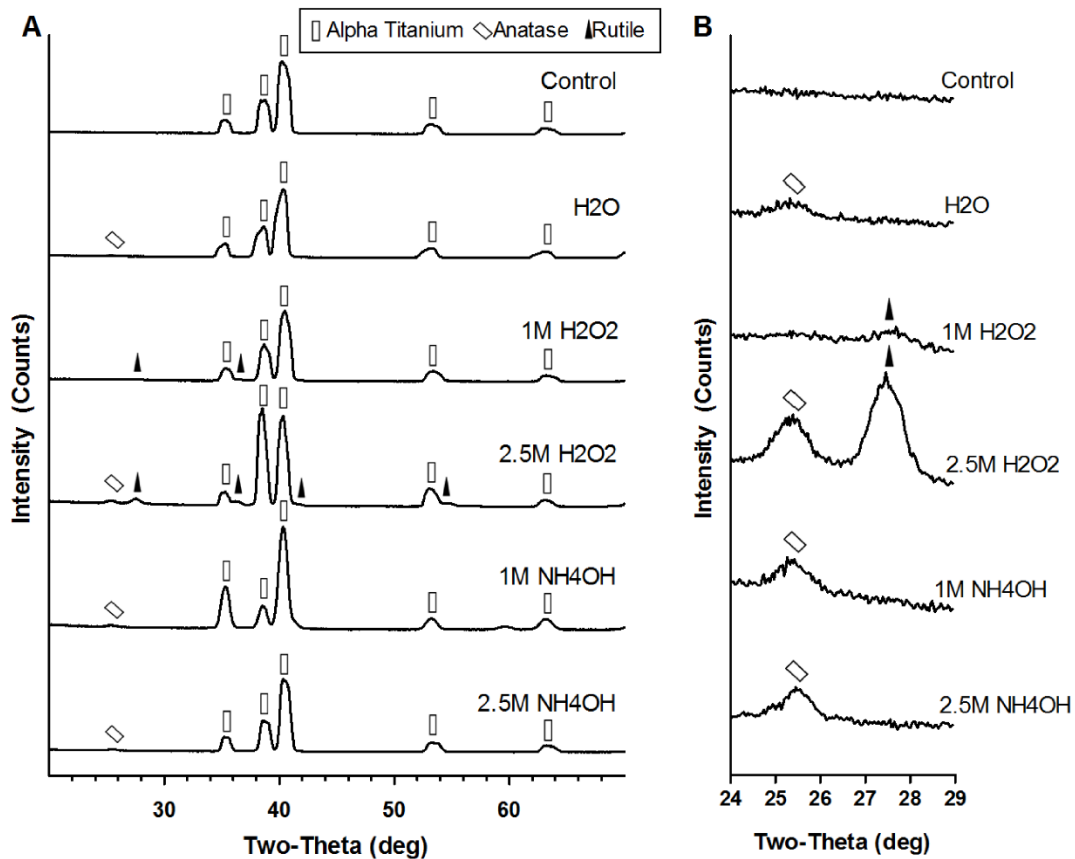 A
Alpha Titanium Anatase Rutile
Control
H2O
1M H2O2
2.5M H2O2
1M NH4OH
2.5M NH4OH
Intensity (Counts)
30 40 50 60
Two-Theta (deg)
B
Control
H2O
1M H2O2
2.5M H2O2
1M NH4OH
2.5M NH4OH
Intensity (Counts)
24 25 26 27 28 29
Two-Theta (deg)